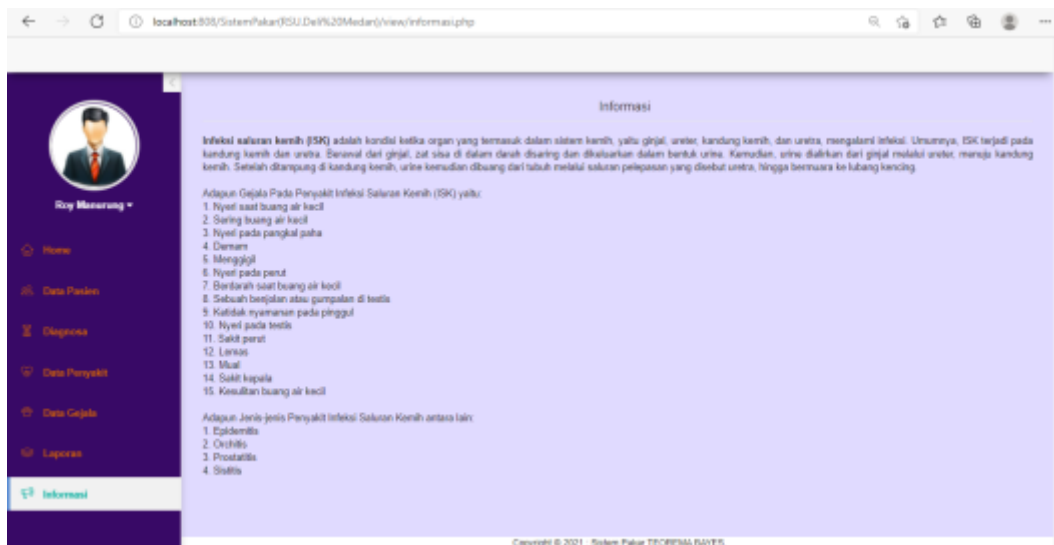 localhost:808/SistemPakar(RSU.Deli%20Medan)/view/informasi.php
Informasi
Infeksi saluran kemih (ISK) adalah kondisi ketika organ yang termasuk dalam sistem kemih, yaitu ginjal, ureter, kandung kemih, dan uretra, mengalami infeksi. Umumnya, ISK terjadi pada
kandung kemih dan uretra. Berawal dari ginjal, zat sisa di dalam darah disaring dan dikeluarkan dalam bentuk urine. Kemudian, urine dialirkan dari ginjal melalui ureter, menuju kandung
kemih. Setelah ditampung di kandung kemih, urine kemudian dibuang dari tubuh melalui saluran pelepasan yang disebut uretra, hingga bermuara ke lubang kencing.
Adapun Gejala Pada Penyakit Infeksi Saluran Kemih (ISK) yaitu:
1. Nyeri saat buang air kecil
2. Sering buang air kecil
3. Nyeri pada pangkal paha
4. Demam
5. Menggigil
6. Nyeri pada perut
7. Berdarah saat buang air kecil
8. Sebuah benjolan atau gumpalan di testis
9. Katidak nyamanan pada pinggul
10. Nyeri pada testis
11. Sakit perut
12. Lemas
13. Mual
14. Sakit kepala
15. Kesulitan buang air kecil
Adapun Jenis-jenis Penyakit Infeksi Saluran Kemih antara lain:
1. Epidemitis
2. Orchitis
3. Prostatitis
4. Sistitis
Roy Manurung
Home
Data Pasien
Diagnosa
Data Penyakit
Data Gejala
Laporan
Informasi
Copyright © 2021 - Sistem Pakar TEOREMA BAYES